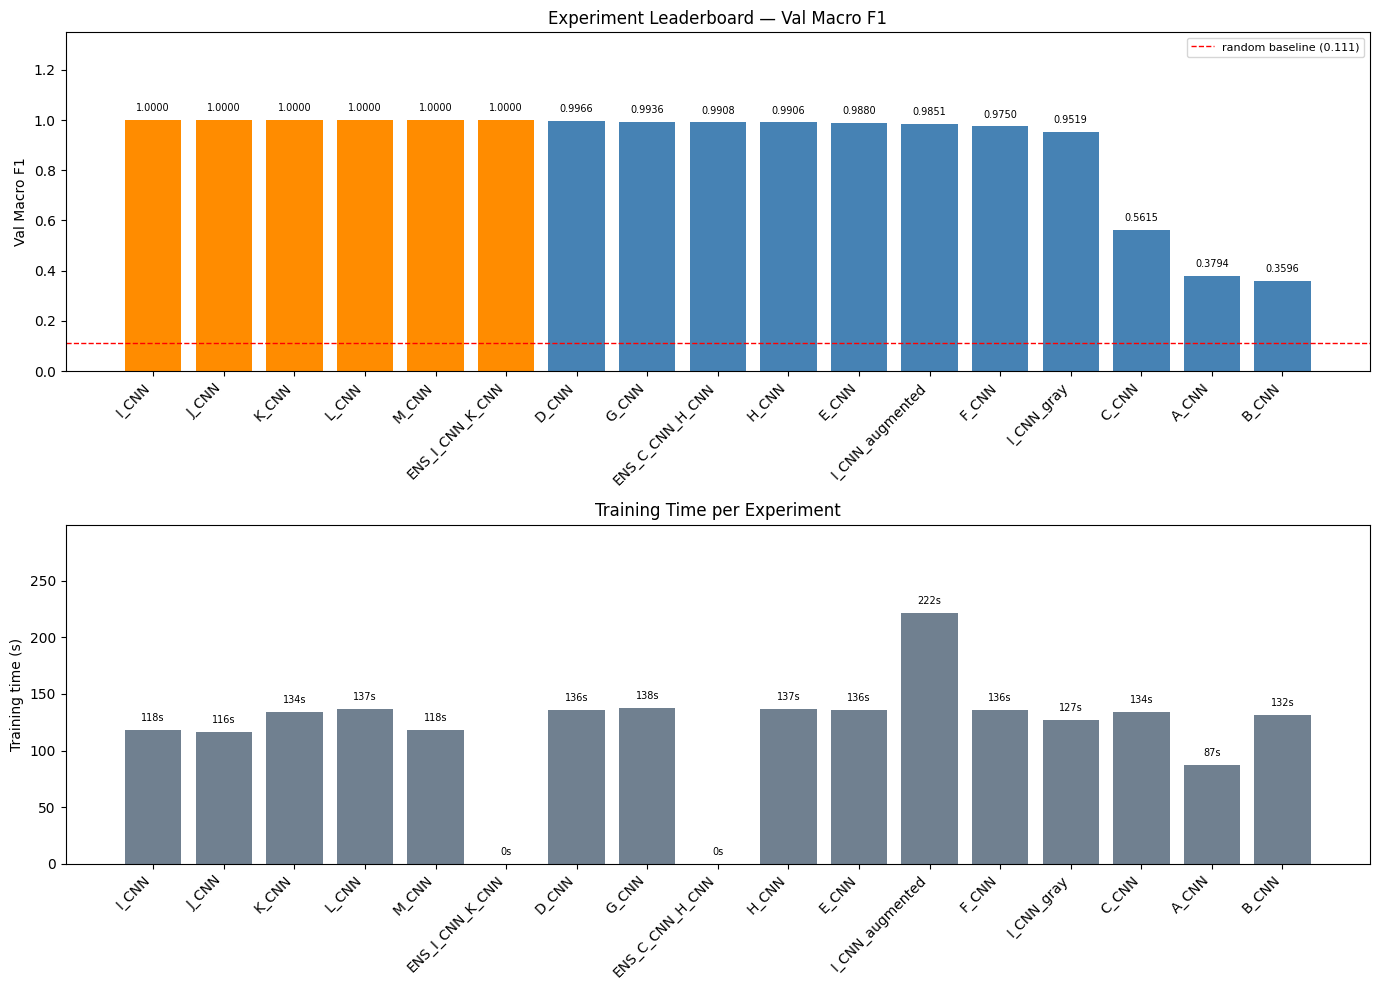 Experiment Leaderboard — Val Macro F1
random baseline (0.111)
Val Macro F1
1.2
1.0
0.8
0.6
0.4
0.2
0.0
1.0000 1.0000 1.0000 1.0000 1.0000 1.0000 0.9966 0.9936 0.9908 0.9906 0.9880 0.9851 0.9750 0.9519 0.5615 0.3794 0.3596
I_CNN J_CNN K_CNN L_CNN M_CNN ENS_I_CNN_K_CNN D_CNN G_CNN ENS_C_CNN_H_CNN H_CNN E_CNN I_CNN_augmented F_CNN I_CNN_gray C_CNN A_CNN B_CNN
Training Time per Experiment
Training time (s)
250
200
150
100
50
0
118s 116s 134s 137s 118s 0s 136s 138s 0s 137s 136s 222s 136s 127s 134s 87s 132s
I_CNN J_CNN K_CNN L_CNN M_CNN ENS_I_CNN_K_CNN D_CNN G_CNN ENS_C_CNN_H_CNN H_CNN E_CNN I_CNN_augmented F_CNN I_CNN_gray C_CNN A_CNN B_CNN